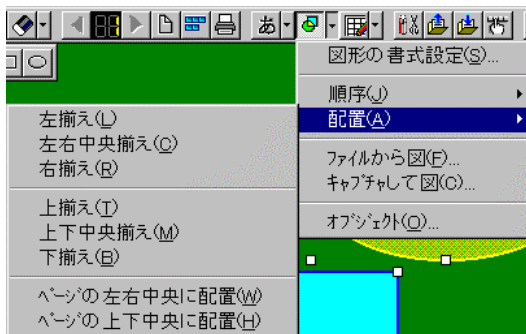 あ
図形の書式設定(S)...
順序(J)
配置(A)
ファイルから図(F)...
キャプチャして図(C)...
オブジェクト(O)...
左揃え(L)
左右中央揃え(C)
右揃え(R)
上揃え(T)
上下中央揃え(M)
下揃え(B)
ページの左右中央に配置(W)
ページの上下中央に配置(H)